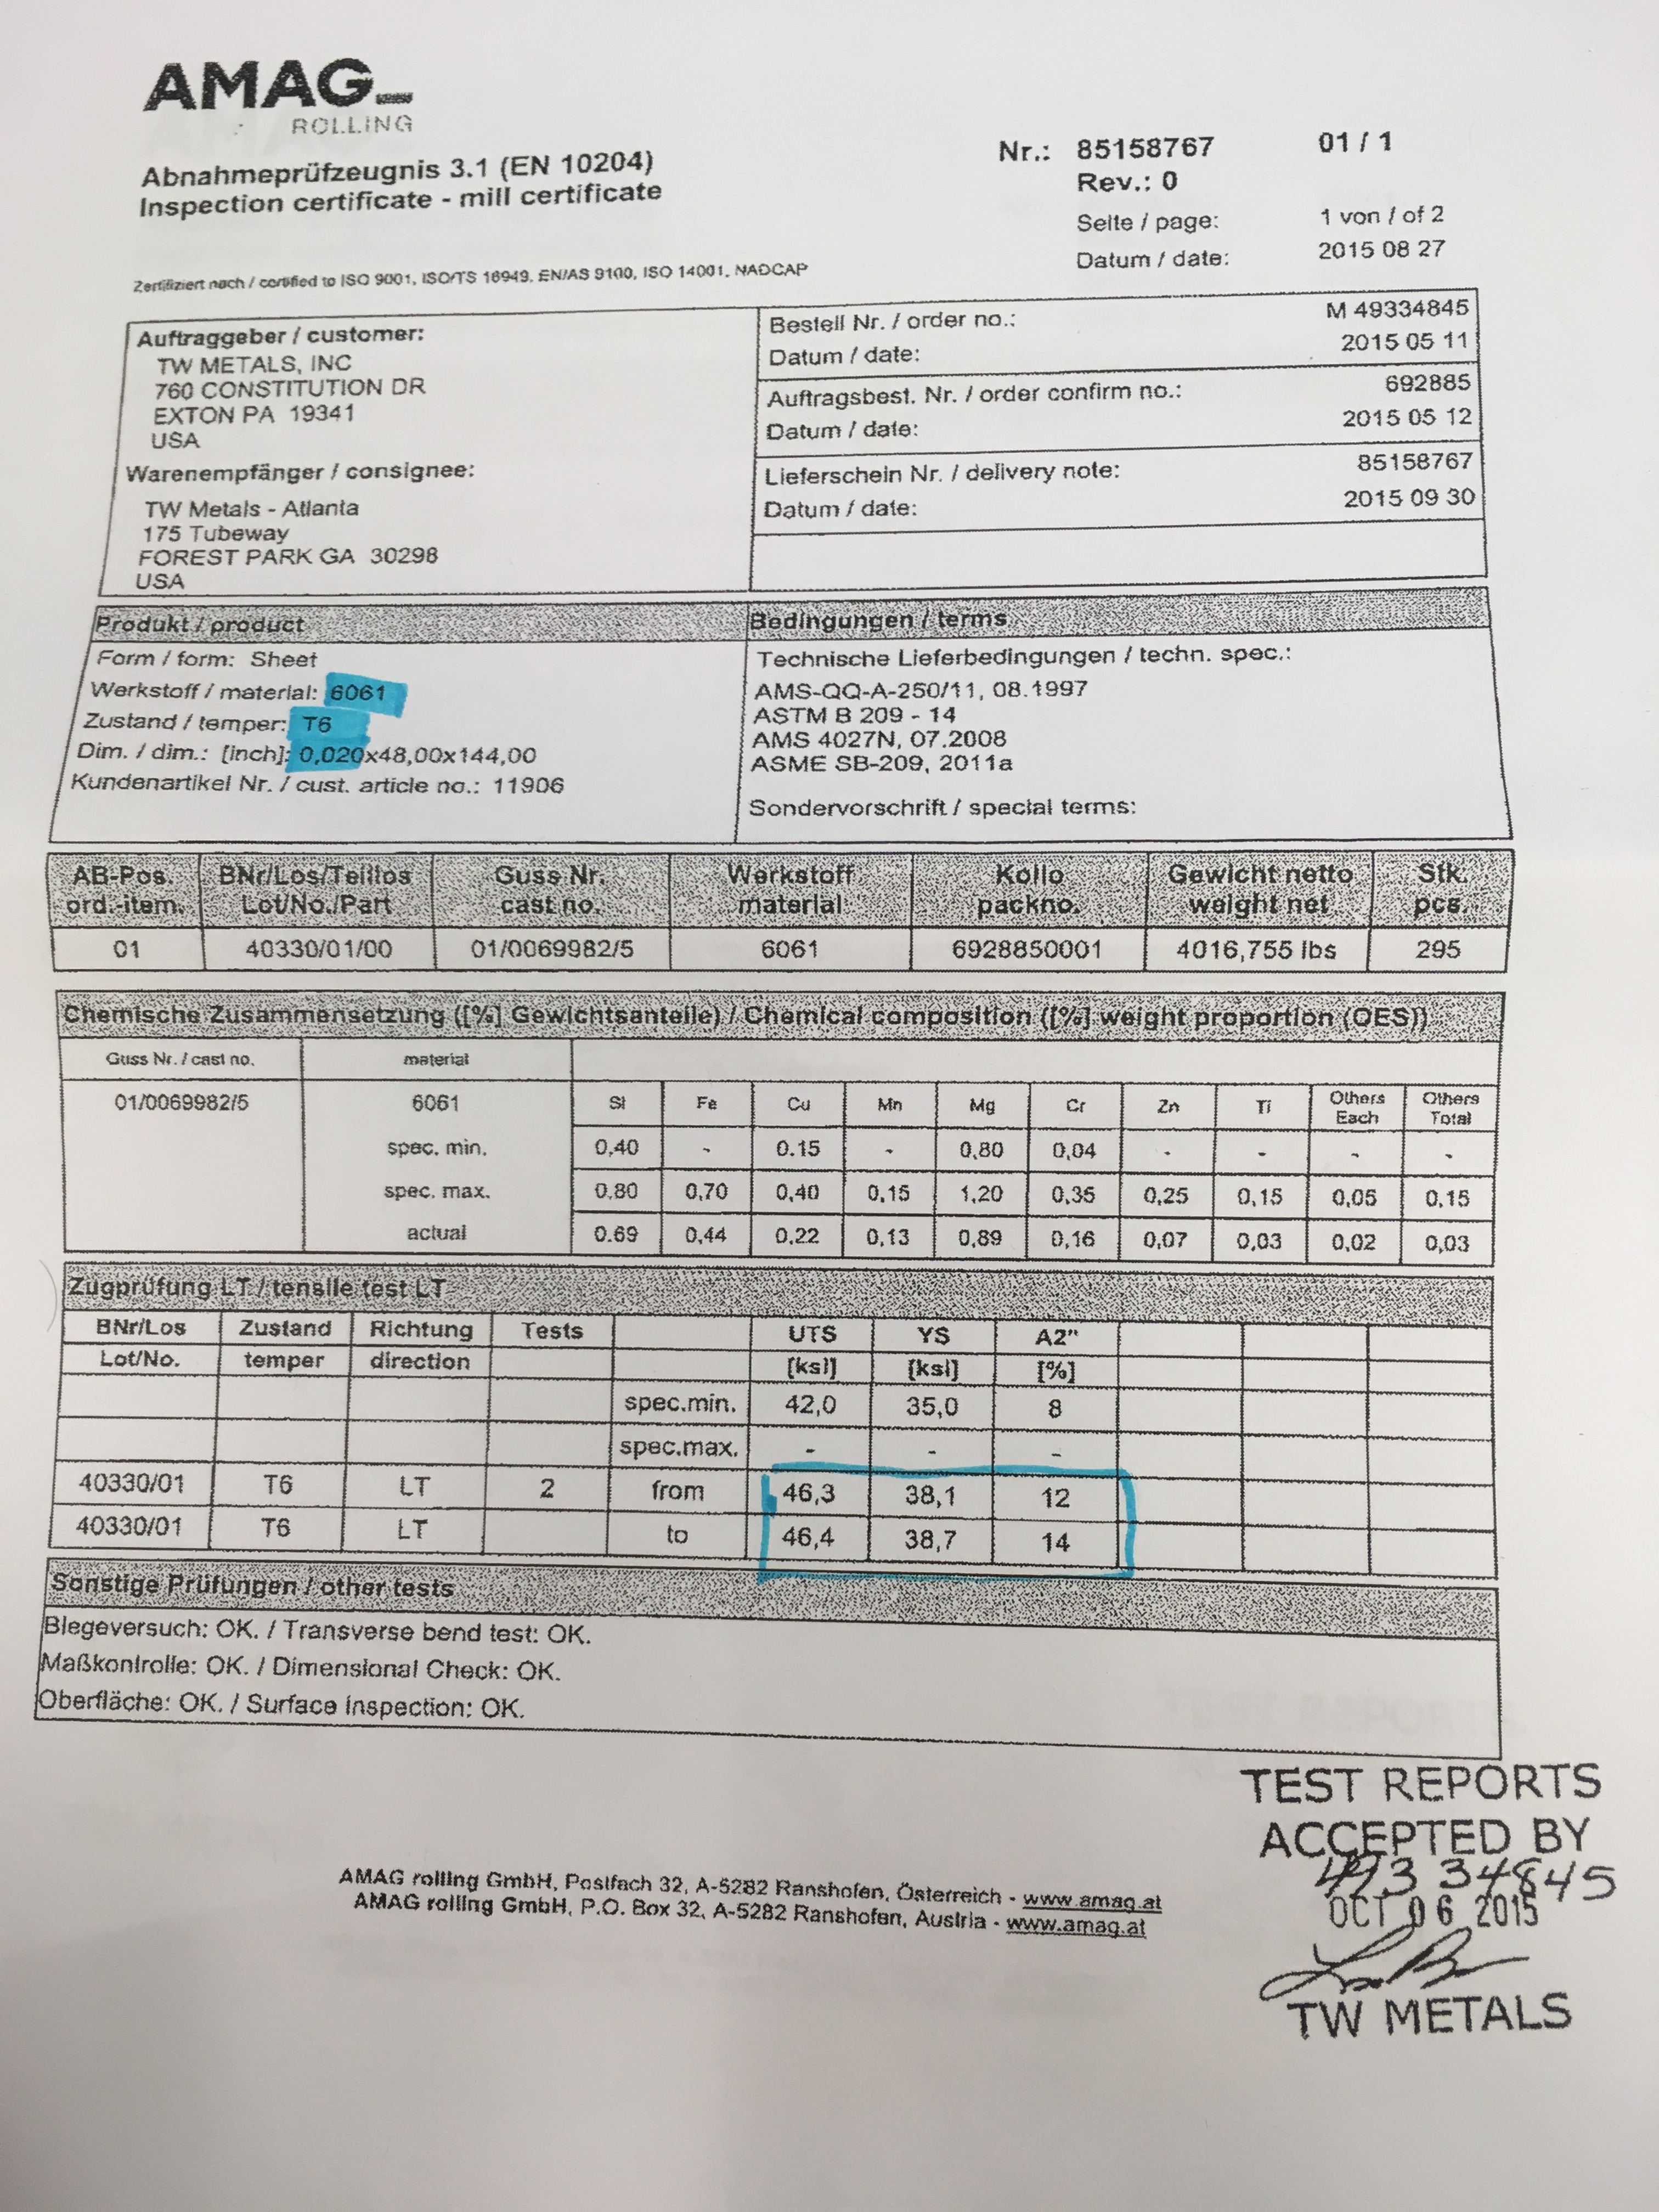 AMAG
ROLLING
Abnahmeprüfzeugnis 3.1 (EN 10204)
Inspection certificate - mill certificate
Nr.: 85158767 01 / 1
Rev.: 0
Seite / page: 1 von / of 2
Datum / date: 2015 08 27
Zertifiziert nach / certified to ISO 9001, ISO/TS 16949, EN/AS 9100, ISO 14001, NADCAP
Auftraggeber / customer:
TW METALS, INC
760 CONSTITUTION DR
EXTON PA 19341
USA
Warenempfänger / consignee:
TW Metals - Atlanta
175 Tubeway
FOREST PARK GA 30298
USA
Bestell Nr. / order no.: M 49334845
Datum / date: 2015 05 11
Auftragsbest. Nr. / order confirm no.: 692885
Datum / date: 2015 05 12
Lieferschein Nr. / delivery note: 85158767
Datum / date: 2015 09 30
Produkt / product
Form / form: Sheet
Werkstoff / material: 6061
Zustand / temper: T6
Dim. / dim.: [inch]: 0,020x48,00x144,00
Kundenartikel Nr. / cust. article no.: 11906
Bedingungen / terms
Technische Lieferbedingungen / techn. spec.:
AMS-QQ-A-250/11, 08.1997
ASTM B 209 - 14
AMS 4027N, 07.2008
ASME SB-209, 2011a
Sondervorschrift / special terms:
AB-Pos. BNr/Los/Teillos Guss Nr. Werkstoff Kollo Gewicht netto Stk.
ord.-item. Lot/No./Part cast no. material packno. weight net pcs.
01 40330/01/00 01/0069982/5 6061 6928850001 4016,755 lbs 295
Chemische Zusammensetzung ([%] Gewichtsanteile) / Chemical composition ([%] weight proportion (OES))
Guss Nr. / cast no. material
01/0069982/5 6061 Si Fe Cu Mn Mg Cr Zn Ti Others Each Others Total
spec. min. 0,40 - 0.15 - 0,80 0,04 - - - -
spec. max. 0,80 0,70 0,40 0,15 1,20 0,35 0,25 0,15 0,05 0,15
actual 0.69 0,44 0,22 0,13 0,89 0,16 0,07 0,03 0,02 0,03
Zugprüfung LT / tensile test LT
BNr/Los Zustand Richtung Tests UTS YS A2"
Lot/No. temper direction [ksi] [ksi] [%]
spec.min. 42,0 35,0 8
spec.max. - - -
40330/01 T6 LT 2 from 46,3 38,1 12
40330/01 T6 LT to 46,4 38,7 14
Sonstige Prüfungen / other tests
Biegeversuch: OK. / Transverse bend test: OK.
Maßkontrolle: OK. / Dimensional Check: OK.
Oberfläche: OK. / Surface inspection: OK.
AMAG rolling GmbH, Postfach 32, A-5282 Ranshofen, Österreich - www.amag.at
AMAG rolling GmbH, P.O. Box 32, A-5282 Ranshofen, Austria - www.amag.at
TEST REPORTS
ACCEPTED BY
493 34845
OCT 06 2015
TW METALS